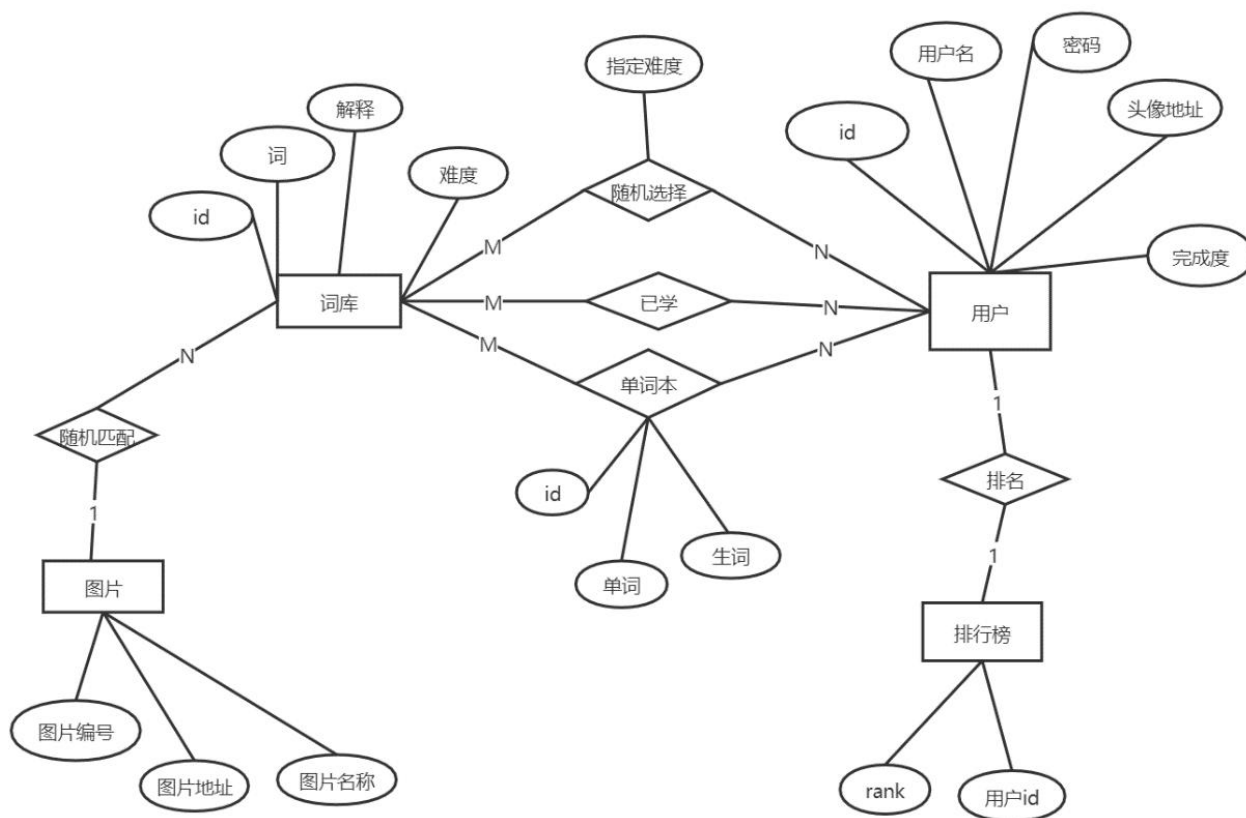 指定难度
用户名
密码
解释
头像地址
id
词
难度
随机选择
id
M
N
完成度
词库
M
已学
N
用户
M
N
N
单词本
1
随机匹配
排名
id
1
生词
1
图片
单词
排行榜
图片编号
图片地址
图片名称
rank
用户id